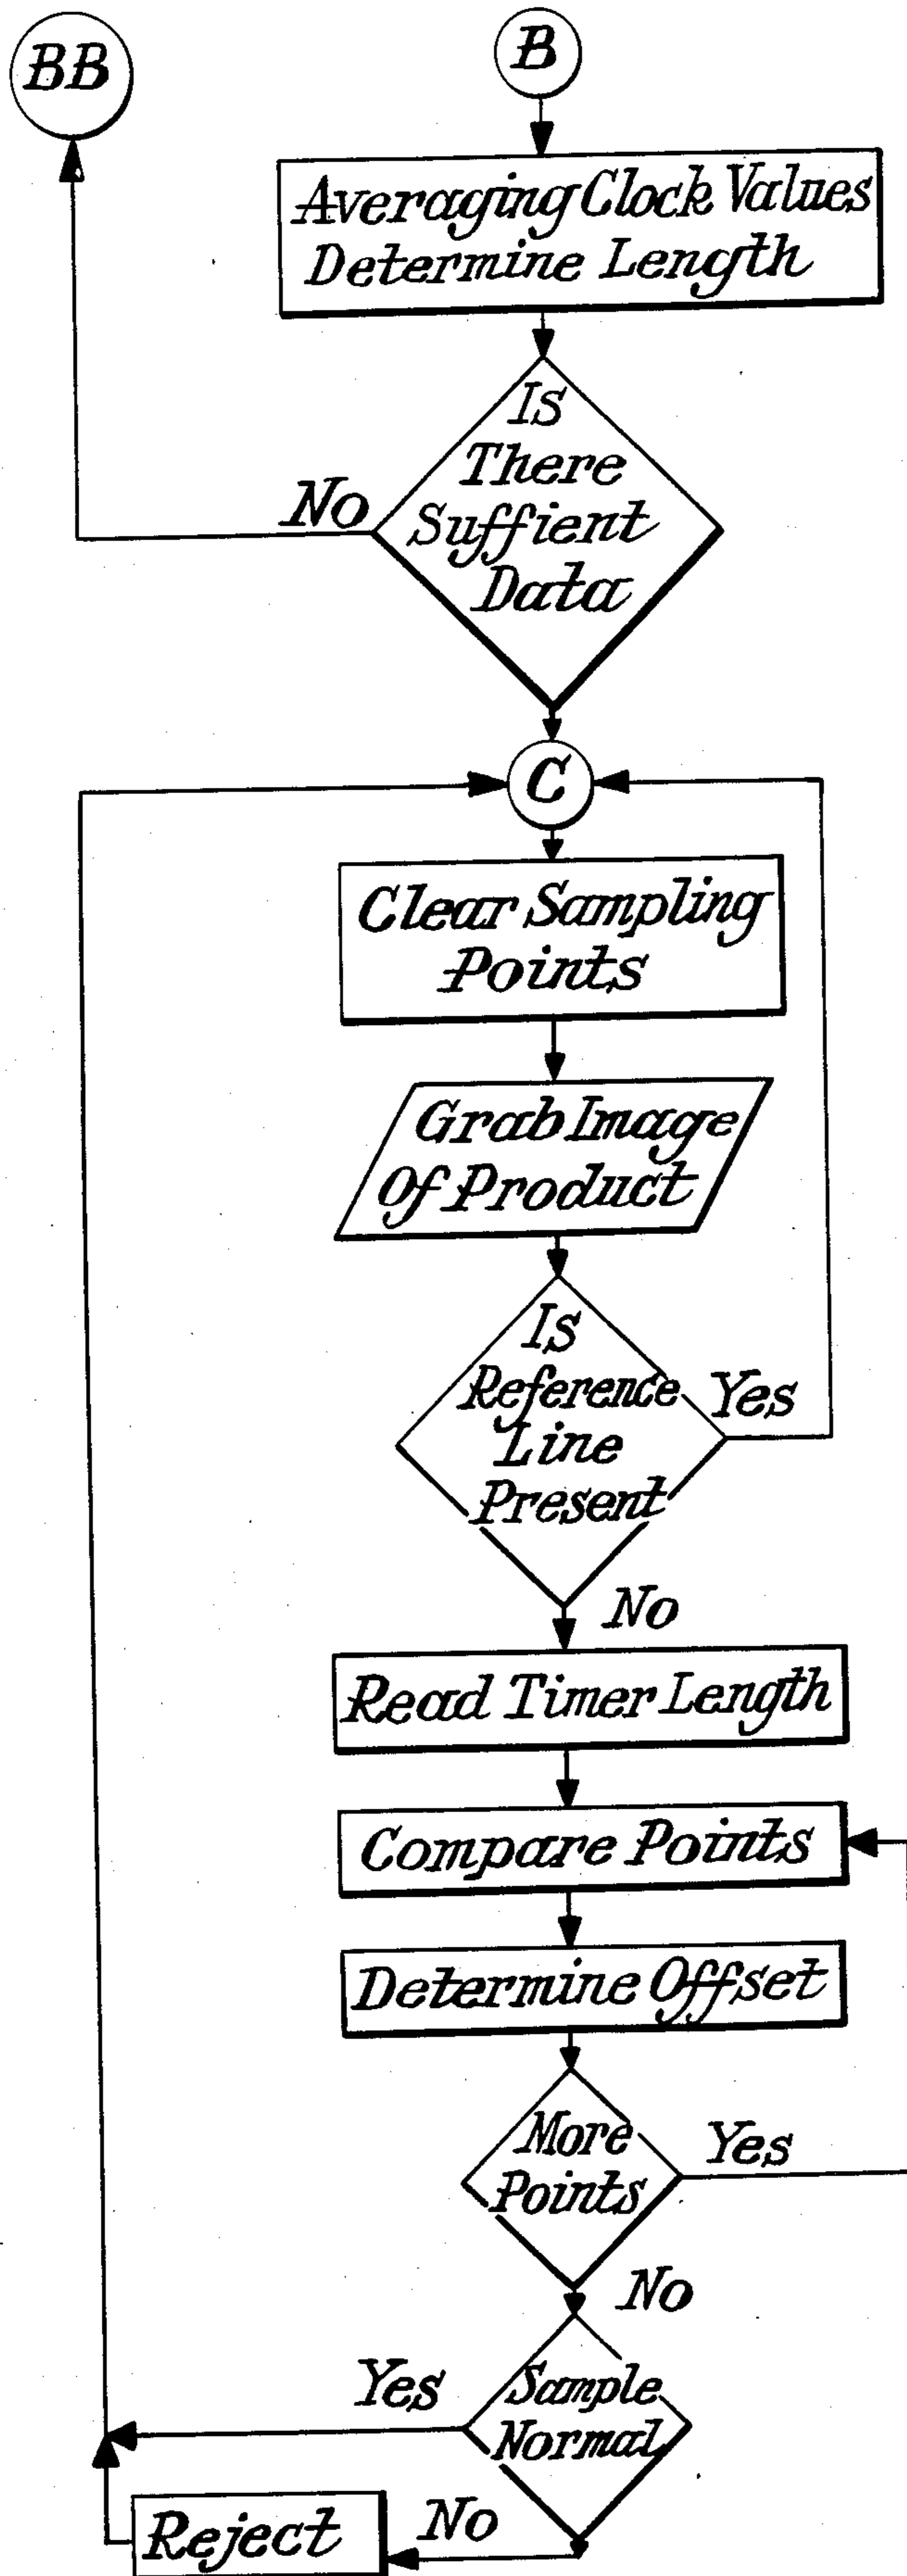 BB
B
Averaging Clock Values
Determine Length
Is
There
Suffient
Data
No
C
Clear Sampling
Points
Grab Image
Of Product
Is
Reference
Line
Present
Yes
No
Read Timer Length
Compare Points
Determine Offset
More
Points
Yes
No
Sample
Normal
Yes
No
Reject